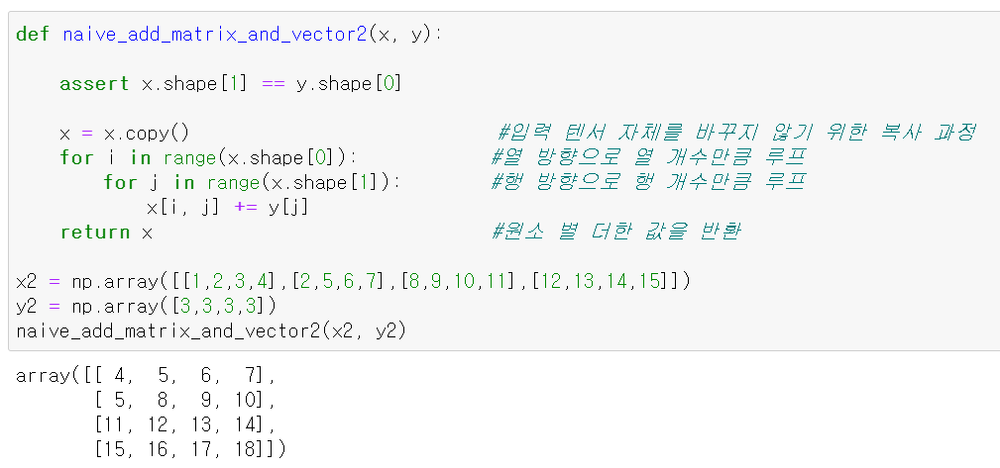 def naive_add_matrix_and_vector2(x, y):
assert x.shape[1] == y.shape[0]
x = x.copy() #입력 텐서 자체를 바꾸지 않기 위한 복사 과정
for i in range(x.shape[0]): #열 방향으로 열 개수만큼 루프
for j in range(x.shape[1]): #행 방향으로 행 개수만큼 루프
x[i, j] += y[j]
return x #원소 별 더한 값을 반환
x2 = np.array([[1,2,3,4],[2,5,6,7],[8,9,10,11],[12,13,14,15]])
y2 = np.array([3,3,3,3])
naive_add_matrix_and_vector2(x2, y2)
array([[ 4, 5, 6, 7],
[ 5, 8, 9, 10],
[11, 12, 13, 14],
[15, 16, 17, 18]])